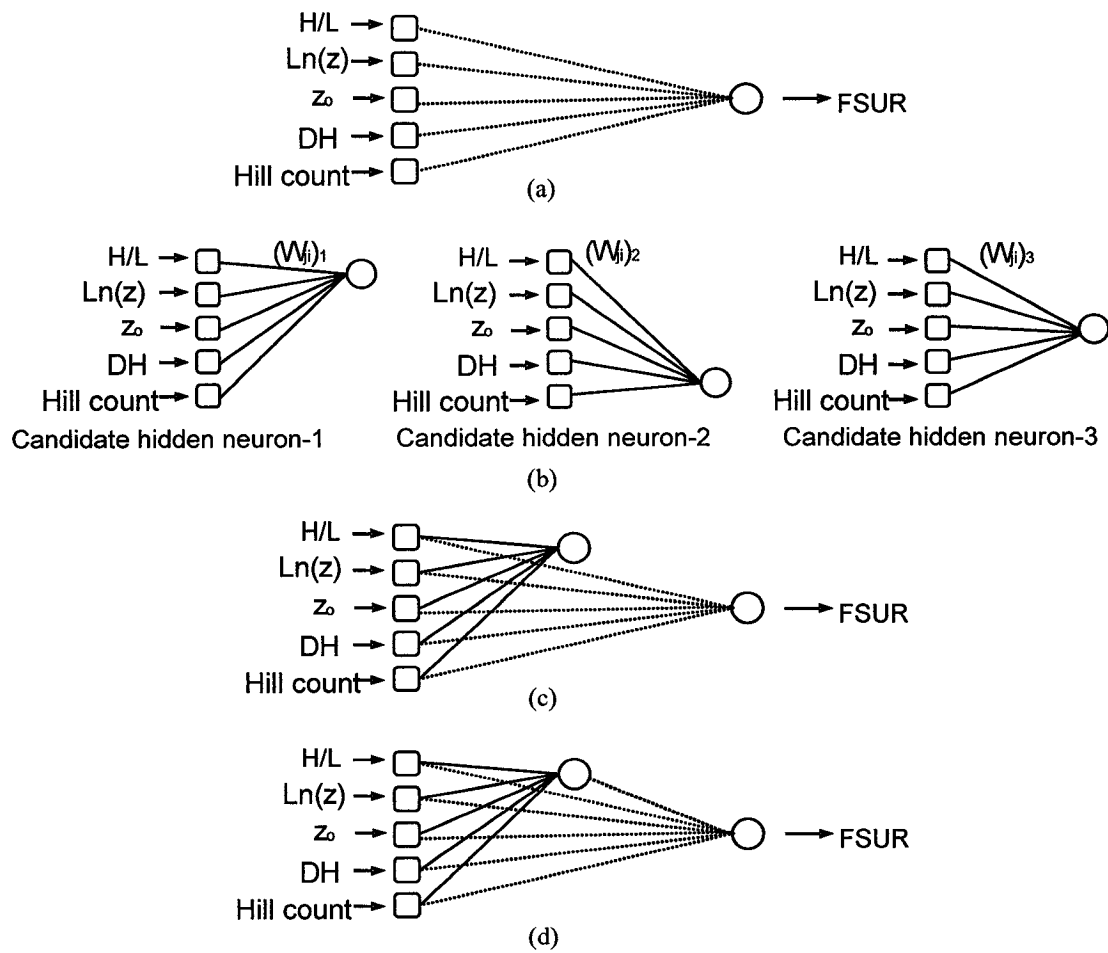 H/L
Ln(z)
z₀
DH
Hill count
FSUR
(a)
H/L
Ln(z)
z₀
DH
Hill count
(Wji)₁
Candidate hidden neuron-1
H/L
Ln(z)
z₀
DH
Hill count
(Wji)₂
Candidate hidden neuron-2
H/L
Ln(z)
z₀
DH
Hill count
(Wji)₃
Candidate hidden neuron-3
(b)
H/L
Ln(z)
z₀
DH
Hill count
FSUR
(c)
H/L
Ln(z)
z₀
DH
Hill count
FSUR
(d)